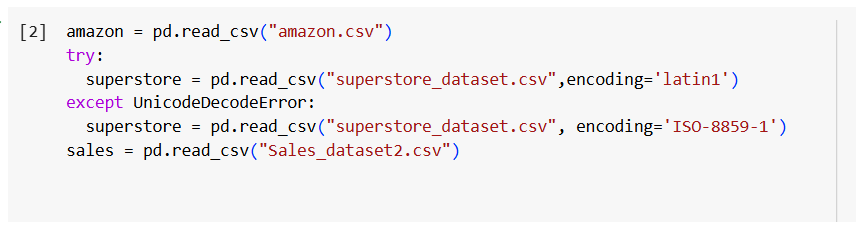 [2] amazon = pd.read_csv("amazon.csv")
try:
  superstore = pd.read_csv("superstore_dataset.csv",encoding='latin1')
except UnicodeDecodeError:
  superstore = pd.read_csv("superstore_dataset.csv", encoding='ISO-8859-1')
sales = pd.read_csv("Sales_dataset2.csv")